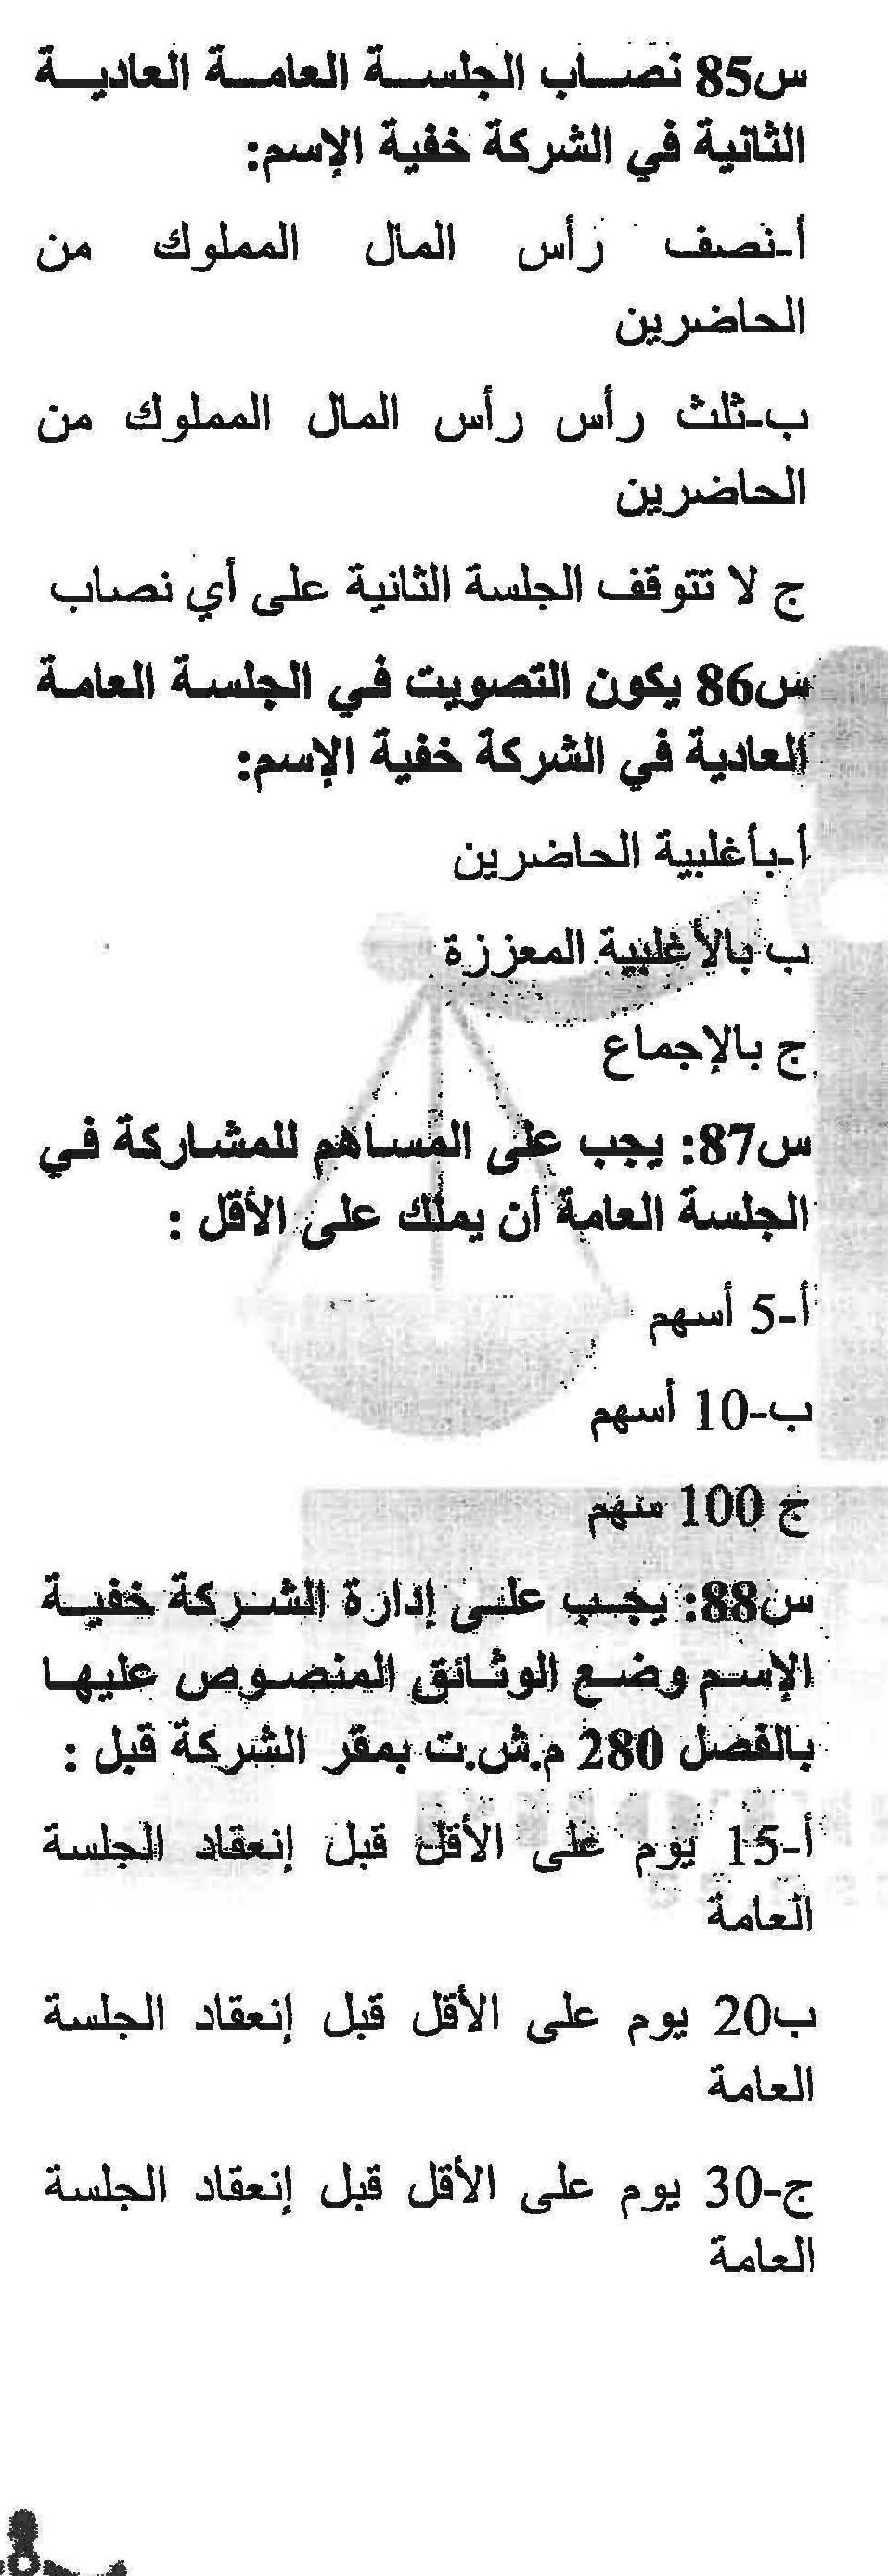 س85 نصاب الجلسة العامة العادية
الثانية في الشركة خفية الإسم:
أ-نصف رأس المال المملوك من
الحاضرين
ب-ثلث رأس رأس المال المملوك من
الحاضرين
ج لا تتوقف الجلسة الثانية على أي نصاب
س86 يكون التصويت في الجلسة العامة
العادية في الشركة خفية الإسم:
أ-بأغلبية الحاضرين
ب بالأغلبية المعززة
ج بالإجماع
س87: يجب على المساهم للمشاركة في
الجلسة العامة أن يملك على الأقل :
أ-5 أسهم
ب-10 أسهم
ج 100 سهم
س88: يجب على إدارة الشركة خفية
الإسم وضع الوثائق المنصوص عليها
بالفصل 280 م.ش.ت بمقر الشركة قبل :
أ-15 يوم على الأقل قبل إنعقاد الجلسة
العامة
ب20 يوم على الأقل قبل إنعقاد الجلسة
العامة
ج-30 يوم على الأقل قبل إنعقاد الجلسة
العامة